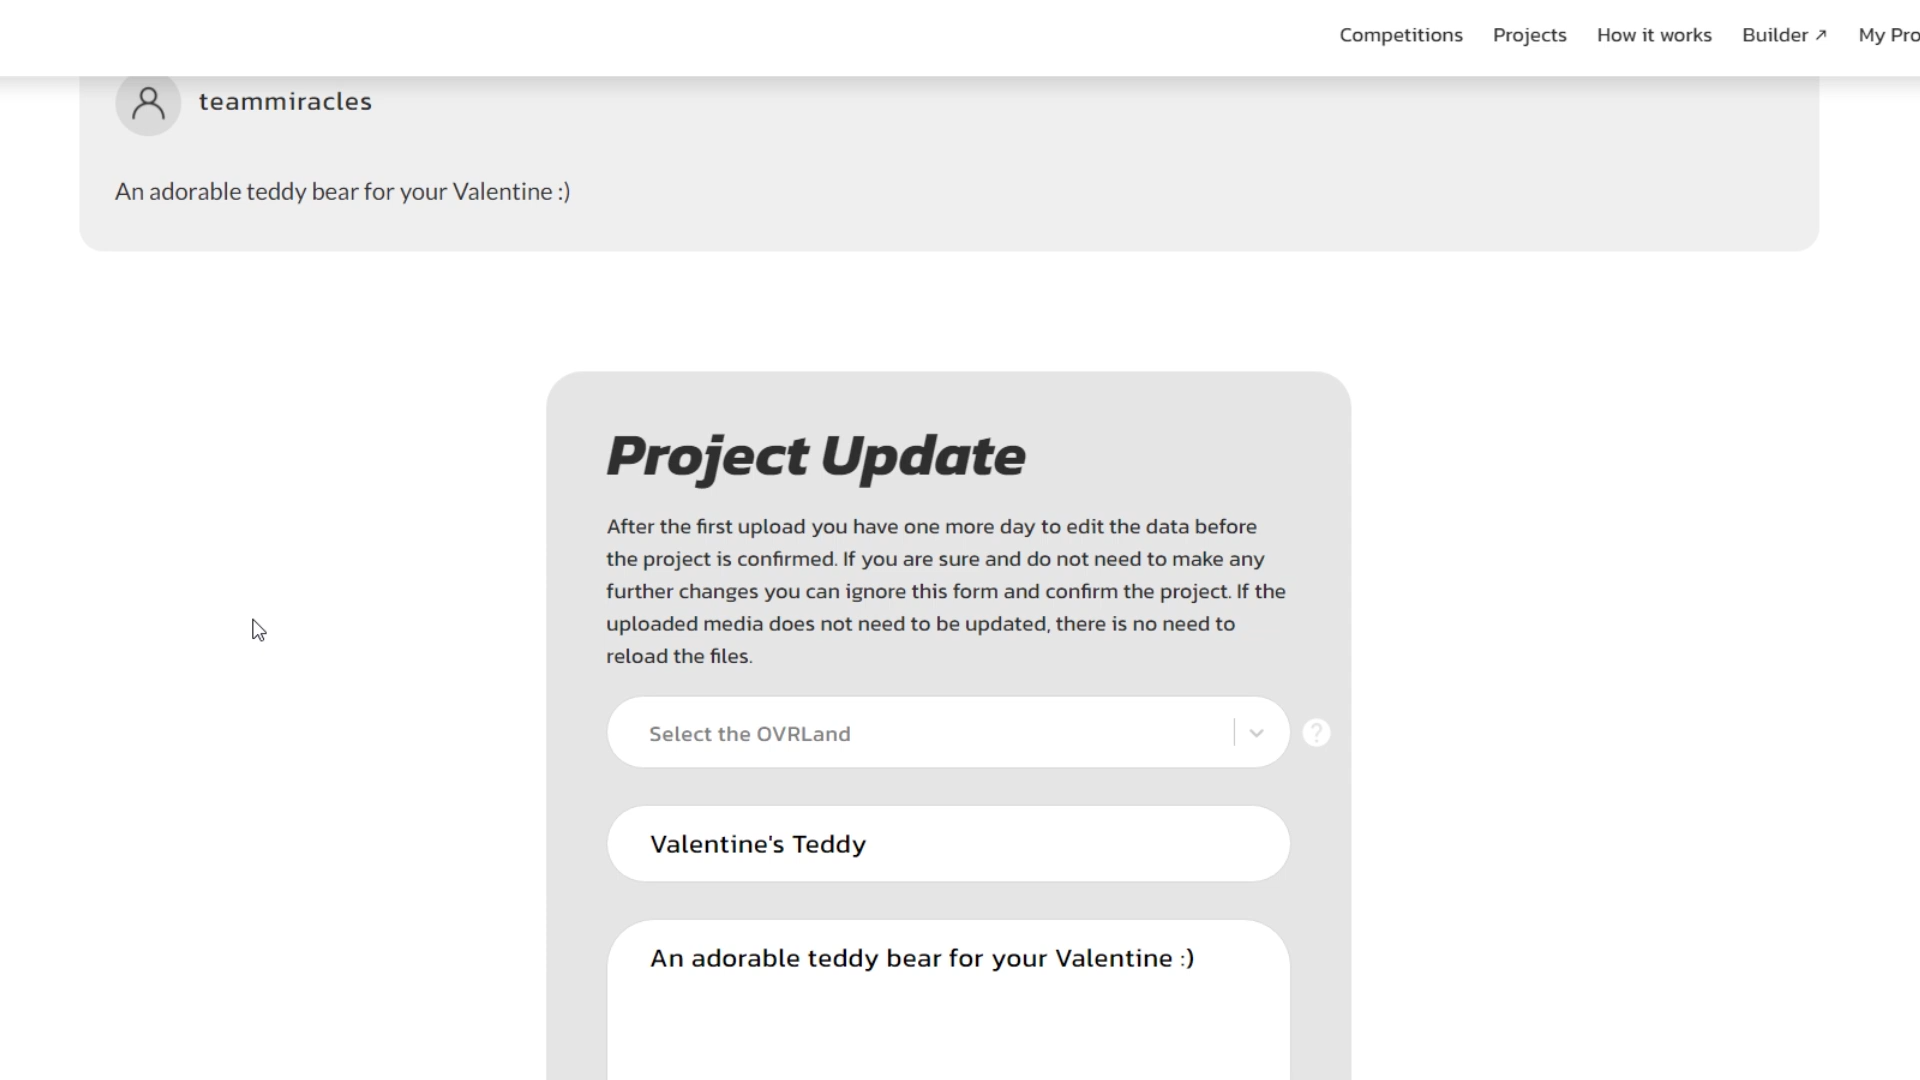 Competitions Projects How it works Builder ↗ My Pro
teammiracles
An adorable teddy bear for your Valentine :)
Project Update
After the first upload you have one more day to edit the data before
the project is confirmed. If you are sure and do not need to make any
further changes you can ignore this form and confirm the project. If the
uploaded media does not need to be updated, there is no need to
reload the files.
Select the OVRLand
?
Valentine's Teddy
An adorable teddy bear for your Valentine :)